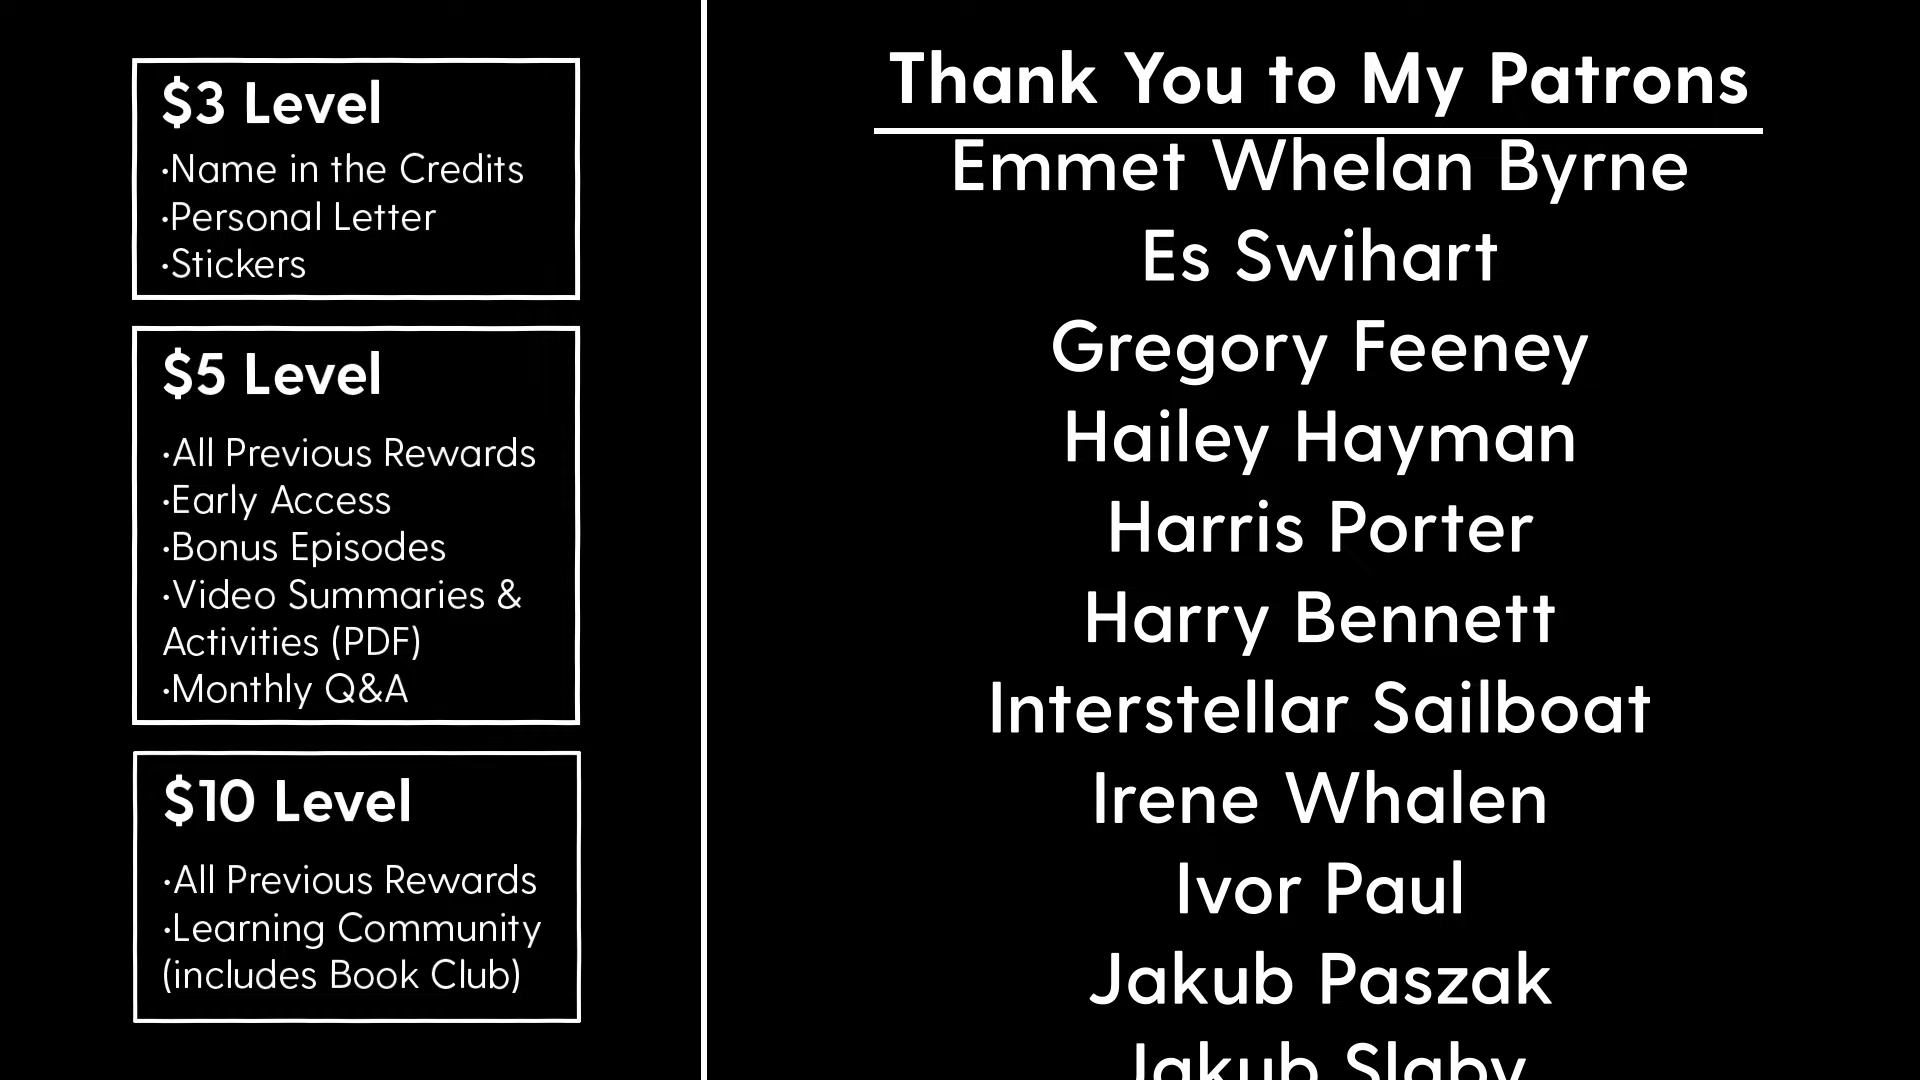 $3 Level
·Name in the Credits
·Personal Letter
·Stickers
$5 Level
·All Previous Rewards
·Early Access
·Bonus Episodes
·Video Summaries &
Activities (PDF)
·Monthly Q&A
$10 Level
·All Previous Rewards
·Learning Community
(includes Book Club)
Thank You to My Patrons
Emmet Whelan Byrne
Es Swihart
Gregory Feeney
Hailey Hayman
Harris Porter
Harry Bennett
Interstellar Sailboat
Irene Whalen
Ivor Paul
Jakub Paszak
Jakub Slaby